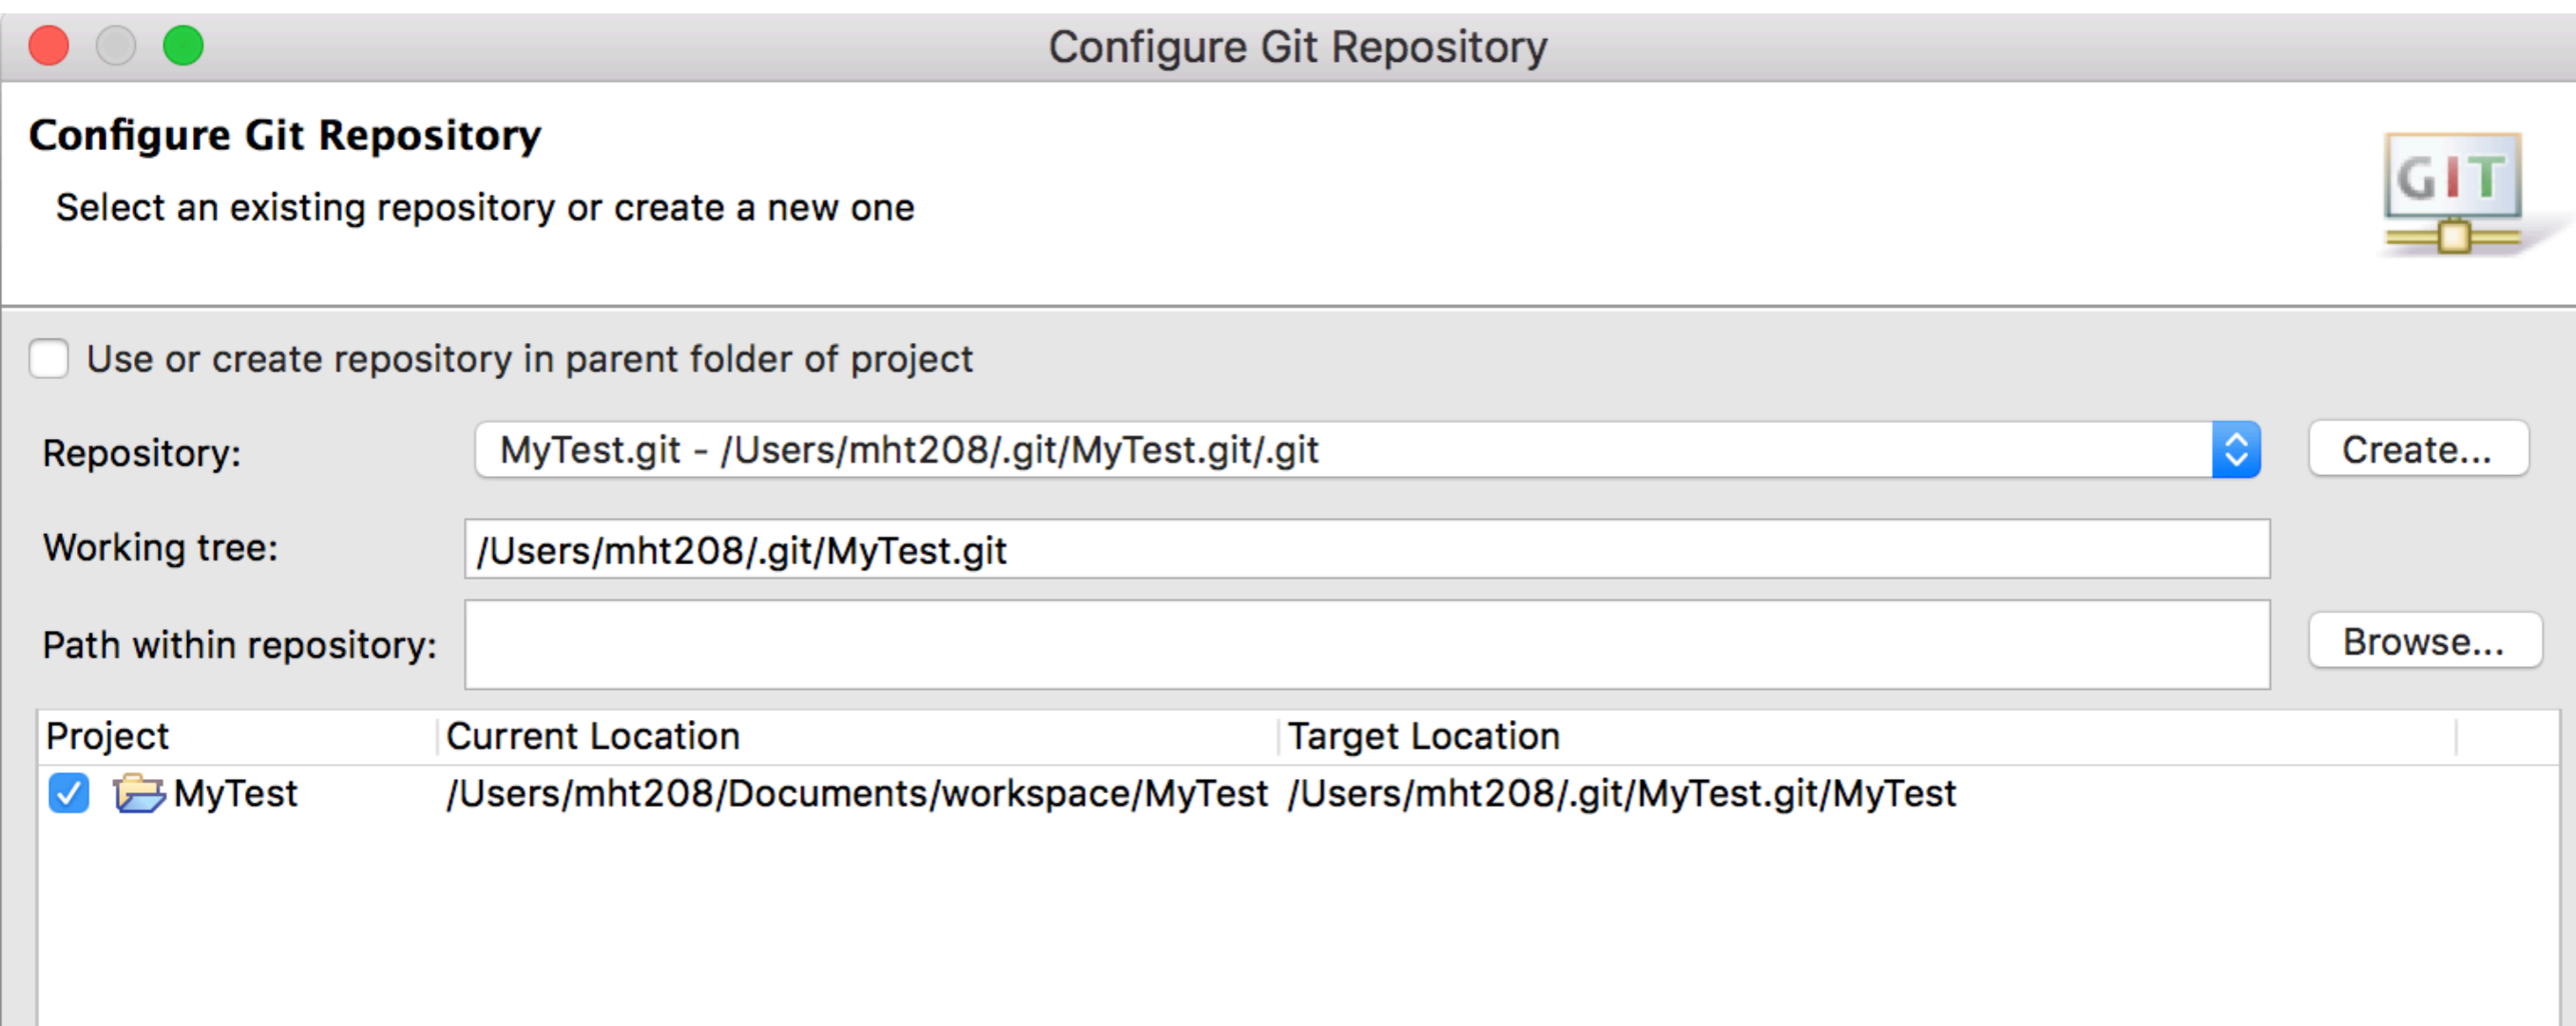 Configure Git Repository
Configure Git Repository
Select an existing repository or create a new one
GIT
Use or create repository in parent folder of project
Repository: MyTest.git - /Users/mht208/.git/MyTest.git/.git Create...
Working tree: /Users/mht208/.git/MyTest.git
Path within repository: Browse...
Project Current Location Target Location
MyTest /Users/mht208/Documents/workspace/MyTest /Users/mht208/.git/MyTest.git/MyTest